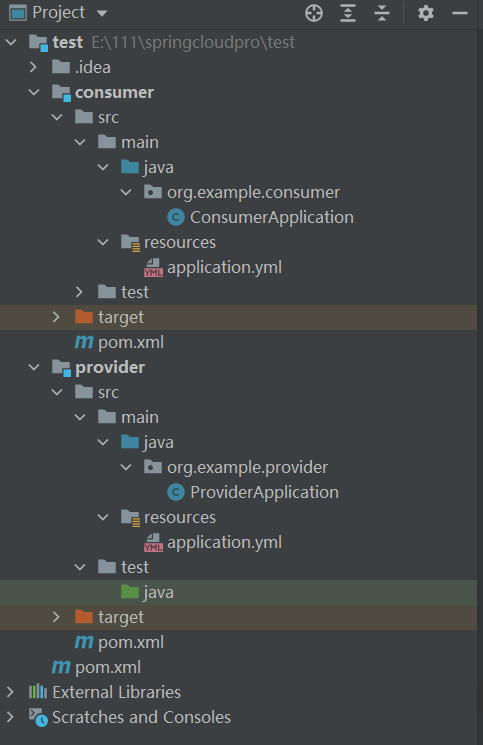 Project
test E:\111\springcloudpro\test
.idea
consumer
src
main
java
org.example.consumer
C ConsumerApplication
resources
YML application.yml
test
target
m pom.xml
provider
src
main
java
org.example.provider
C ProviderApplication
resources
YML application.yml
test
java
target
m pom.xml
m pom.xml
External Libraries
Scratches and Consoles